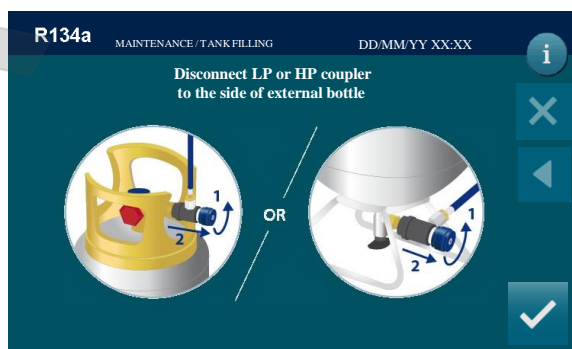 R134a MAINTENANCE / TANK FILLING DD/MM/YY XX:XX
i
Disconnect LP or HP coupler
to the side of external bottle
1
2
OR
1
2